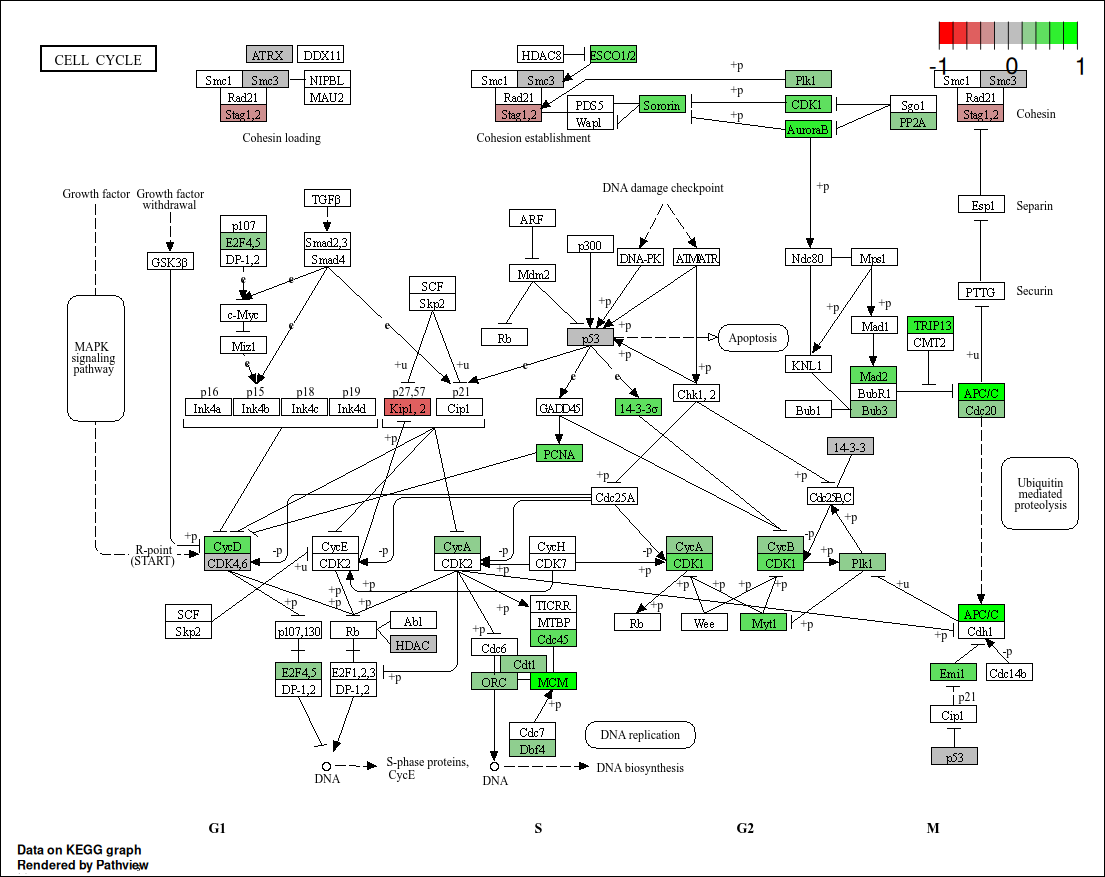 CELL CYCLE
ATRX
DDX11
Smc1
Smc3
NIPBL
Rad21
MAU2
Stag1,2
Cohesin loading
HDAC8
ESCO1/2
Smc1
Smc3
Rad21
PDS5
Stag1,2
Wapl
Sororin
Cohesion establishment
+p
Plk1
+p
CDK1
+p
AuroraB
Sgo1
PP2A
-1
0
1
Smc1
Smc3
Rad21
Stag1,2
Cohesin
Growth factor
Growth factor
withdrawal
TGFβ
DNA damage checkpoint
+p
Esp1
Separin
p107
E2F4,5
DP-1,2
Smad2,3
Smad4
ARF
p300
DNA-PK
ATM/ATR
Ndc80
Mps1
GSK3β
Mdm2
SCF
Skp2
PTTG
Securin
e
c-Myc
Miz1
e
e
e
Rb
p53
+p
+p
+p
Apoptosis
+p
+p
Mad1
TRIP13
CMT2
MAPK
signaling
pathway
KNL1
+u
+u
+u
e
e
e
+p
Mad2
BubR1
Bub3
Bub1
APC/C
Cdc20
p16
p15
p18
p19
p27,57
p21
Ink4a
Ink4b
Ink4c
Ink4d
Kip1, 2
Cip1
GADD45
14-3-3σ
Chk1, 2
+p
PCNA
14-3-3
+p
+p
Cdc25A
Cdc25B,C
Ubiquitin
mediated
proteolysis
R-point
(START)
+p
CycD
CDK4,6
-p
CycE
CDK2
-p
CycA
CDK2
-p
+p
CycH
CDK7
-p
+p
CycA
CDK1
CycB
CDK1
-p
+p
+p
Plk1
+u
+u
+p
+p
+p
+p
+p
+p
+p
+p
+p
SCF
Skp2
p107,130
Rb
Abl
HDAC
+p
TICRR
MTBP
Cdc45
Rb
Wee
Myt1
+p
+p
APC/C
Cdh1
E2F4,5
DP-1,2
E2F1,2,3
DP-1,2
+p
Cdc6
Cdt1
ORC
MCM
+p
Emi1
-p
Cdc14b
p21
Cip1
Cdc7
Dbf4
DNA replication
p53
DNA
S-phase proteins,
CycE
DNA
DNA biosynthesis
G1
S
G2
M
Data on KEGG graph
Rendered by Pathview